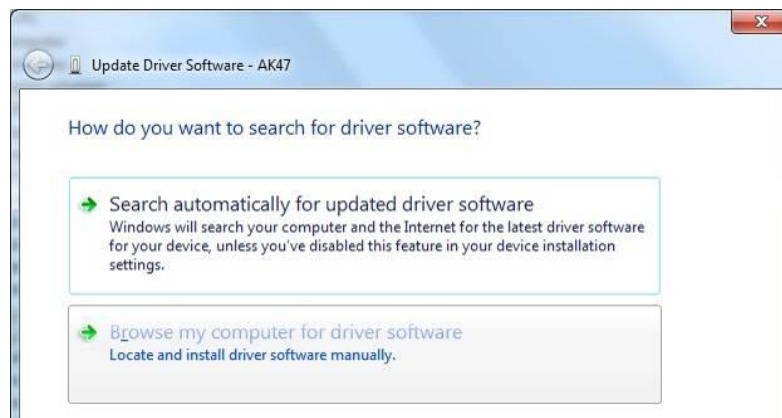 Update Driver Software - AK47
How do you want to search for driver software?
Search automatically for updated driver software
Windows will search your computer and the Internet for the latest driver software
for your device, unless you've disabled this feature in your device installation
settings.
Browse my computer for driver software
Locate and install driver software manually.